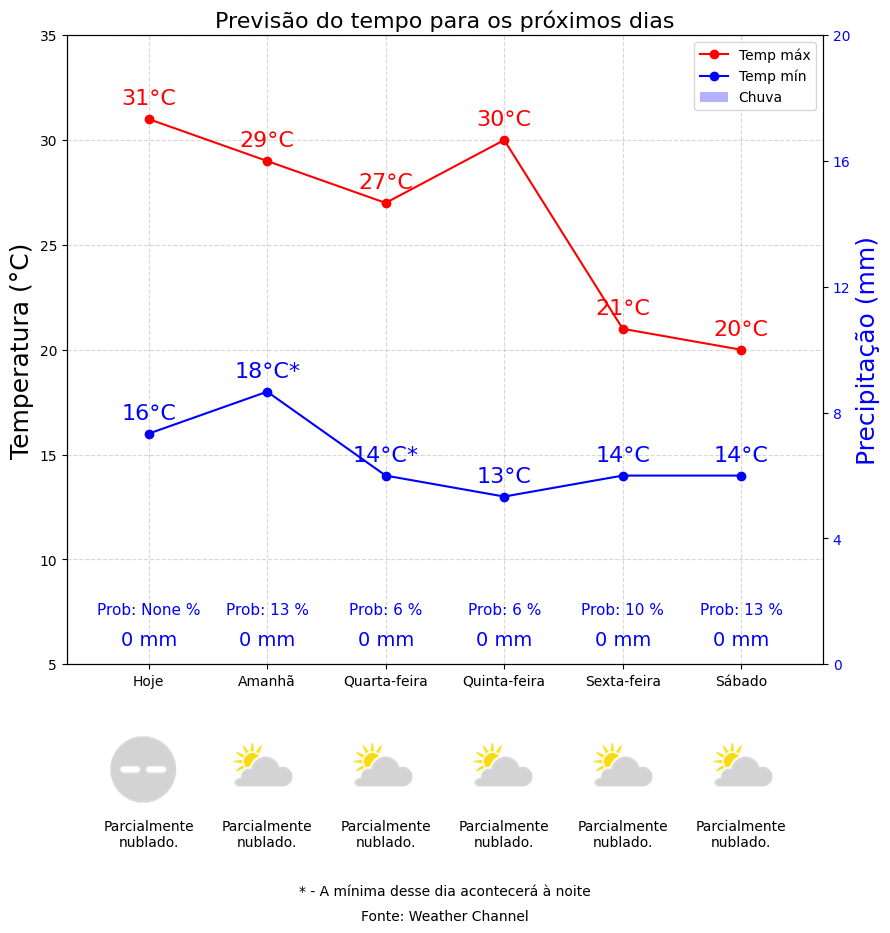 Previsão do tempo para os próximos dias
35
30
25
20
15
10
5
Temperatura (°C)
20
16
12
8
4
0
Precipitação (mm)
Temp máx
Temp mín
Chuva
31°C
29°C
27°C
30°C
21°C
20°C
16°C
18°C*
14°C*
13°C
14°C
14°C
Prob: None %
Prob: 13 %
Prob: 6 %
Prob: 6 %
Prob: 10 %
Prob: 13 %
0 mm
0 mm
0 mm
0 mm
0 mm
0 mm
Hoje
Amanhã
Quarta-feira
Quinta-feira
Sexta-feira
Sábado
Parcialmente
nublado.
Parcialmente
nublado.
Parcialmente
nublado.
Parcialmente
nublado.
Parcialmente
nublado.
Parcialmente
nublado.
* - A mínima desse dia acontecerá à noite
Fonte: Weather Channel